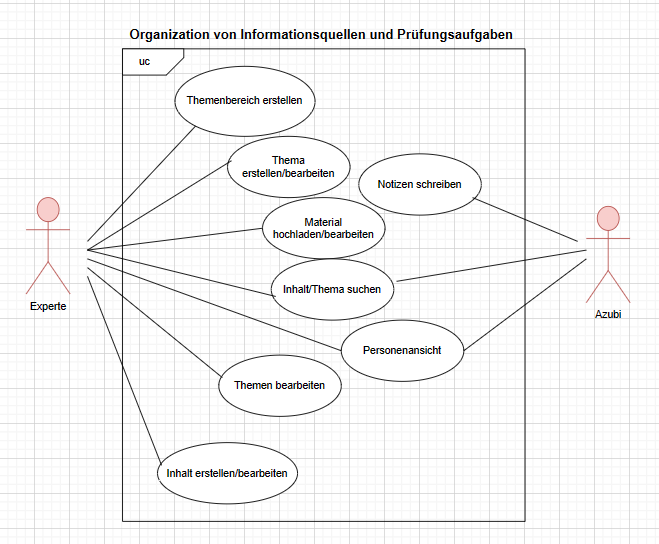 Organization von Informationsquellen und Prüfungsaufgaben
uc
Themenbereich erstellen
Thema
erstellen/bearbeiten
Notizen schreiben
Material
hochladen/bearbeiten
Inhalt/Thema suchen
Experte
Azubi
Personenansicht
Themen bearbeiten
Inhalt erstellen/bearbeiten